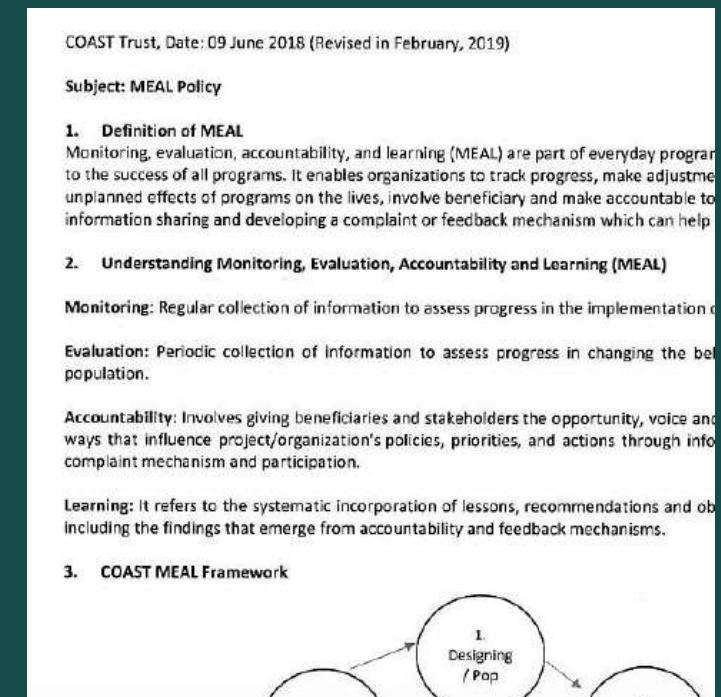 COAST Trust, Date: 09 June 2018 (Revised in February, 2019)
Subject: MEAL Policy
1. Definition of MEAL
Monitoring, evaluation, accountability, and learning (MEAL) are part of everyday
to the success of all programs. It enables organizations to track progress, make
unplanned effects of programs on the lives, involve beneficiary and make accountable to
information sharing and developing a complaint or feedback mechanism which can help
2. Understanding Monitoring, Evaluation, Accountability and Learning (MEAL)
Monitoring: Regular collection of information to assess progress in the implementation
Evaluation: Periodic collection of information to assess progress in changing the
population.
Accountability: Involves giving beneficiaries and stakeholders the opportunity, voice
ways that influence project/organization's policies, priorities, and actions through
complaint mechanism and participation.
Learning: It refers to the systematic incorporation of lessons, recommendations and
including the findings that emerge from accountability and feedback mechanisms.
3. COAST MEAL Framework
1.
Designing
/ Pop